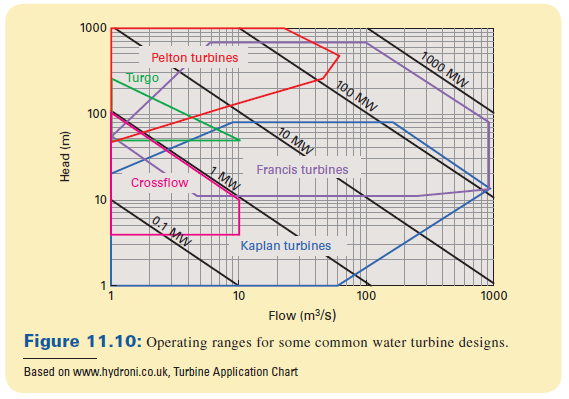 1000
Pelton turbines
1000 MW
Turgo
100 MW
100
10 MW
Head (m)
Francis turbines
1 MW
Crossflow
10
0.1 MW
Kaplan turbines
1
1 10 100 1000
Flow (m³/s)
Figure 11.10: Operating ranges for some common water turbine designs.
Based on www.hydroni.co.uk, Turbine Application Chart